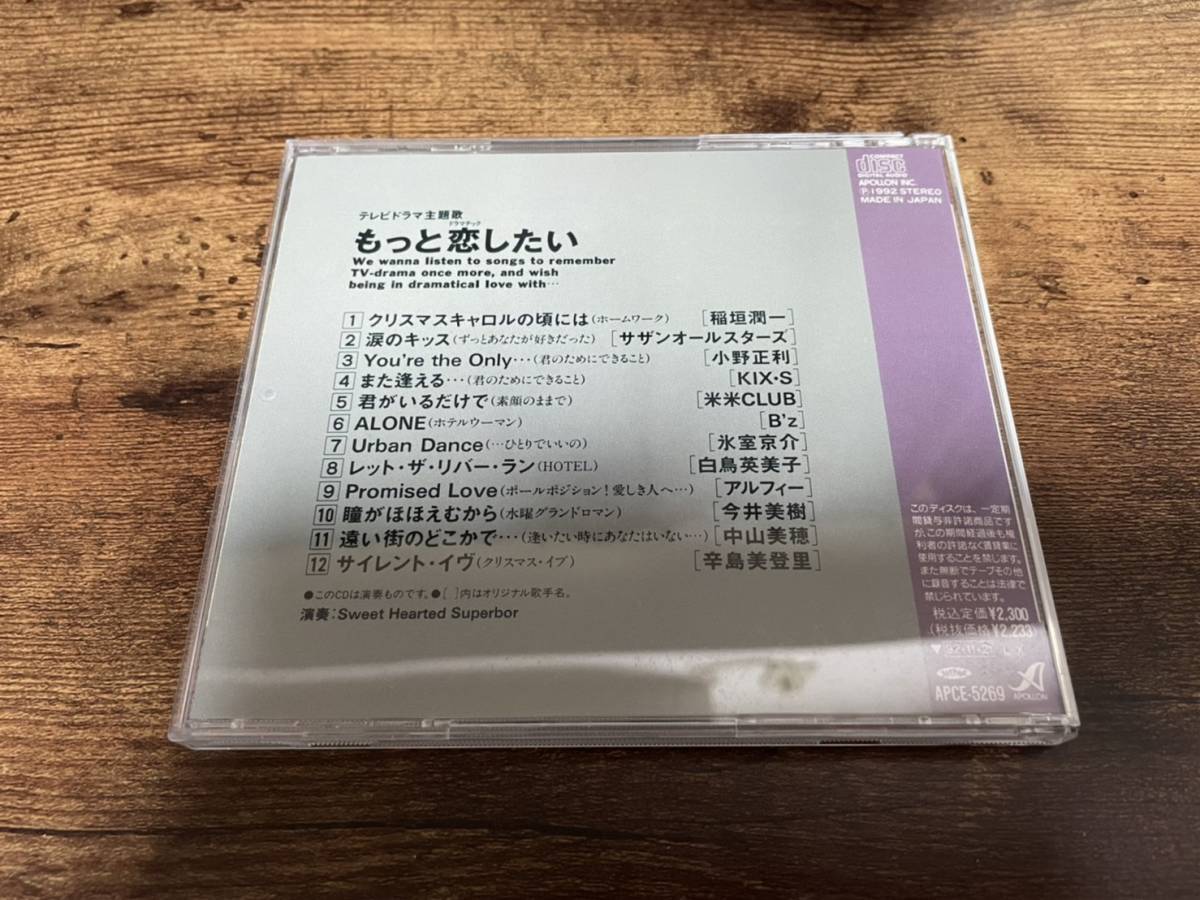 テレビドラマ主題歌
ドラマチック
もっと恋したい
We wanna listen to songs to remember
TV-drama once more, and wish
being in dramatical love with…
1 クリスマスキャロルの頃には(ホームワーク) [稲垣潤一]
2 涙のキッス(ずっとあなたが好きだった) [サザンオールスターズ]
3 You're the Only…(君のためにできること) [小野正利]
4 また逢える…(君のためにできること) [KIX・S]
5 君がいるだけで(素顔のままで) [米米CLUB]
6 ALONE(ホテルウーマン) [B'z]
7 Urban Dance(…ひとりでいいの) [氷室京介]
8 レット・ザ・リバー・ラン(HOTEL) [白鳥英美子]
9 Promised Love(ポールポジション!愛しき人へ…) [アルフィー]
10 瞳がほほえむから(水曜グランドロマン) [今井美樹]
11 遠い街のどこかで…(逢いたい時にあなたはいない…) [中山美穂]
12 サイレント・イヴ(クリスマス・イブ) [辛島美登里]
●このCDは演奏ものです。●[ ]内はオリジナル歌手名。
演奏:Sweet Hearted Superbor
COMPACT
disc
DIGITAL AUDIO
APOLLON INC.
Ⓟ1992 STEREO
MADE IN JAPAN
このディスクは、一定期
間貸与非許諾商品です
が、この期間経過後も権
利者の許諾なく賃貸業に
使用することを禁じます。
また無断でテープその他
に録音することは法律で
禁じられています。
税込定価¥2,300
(税抜価格¥2,233)
APCE-5269
APOLLON